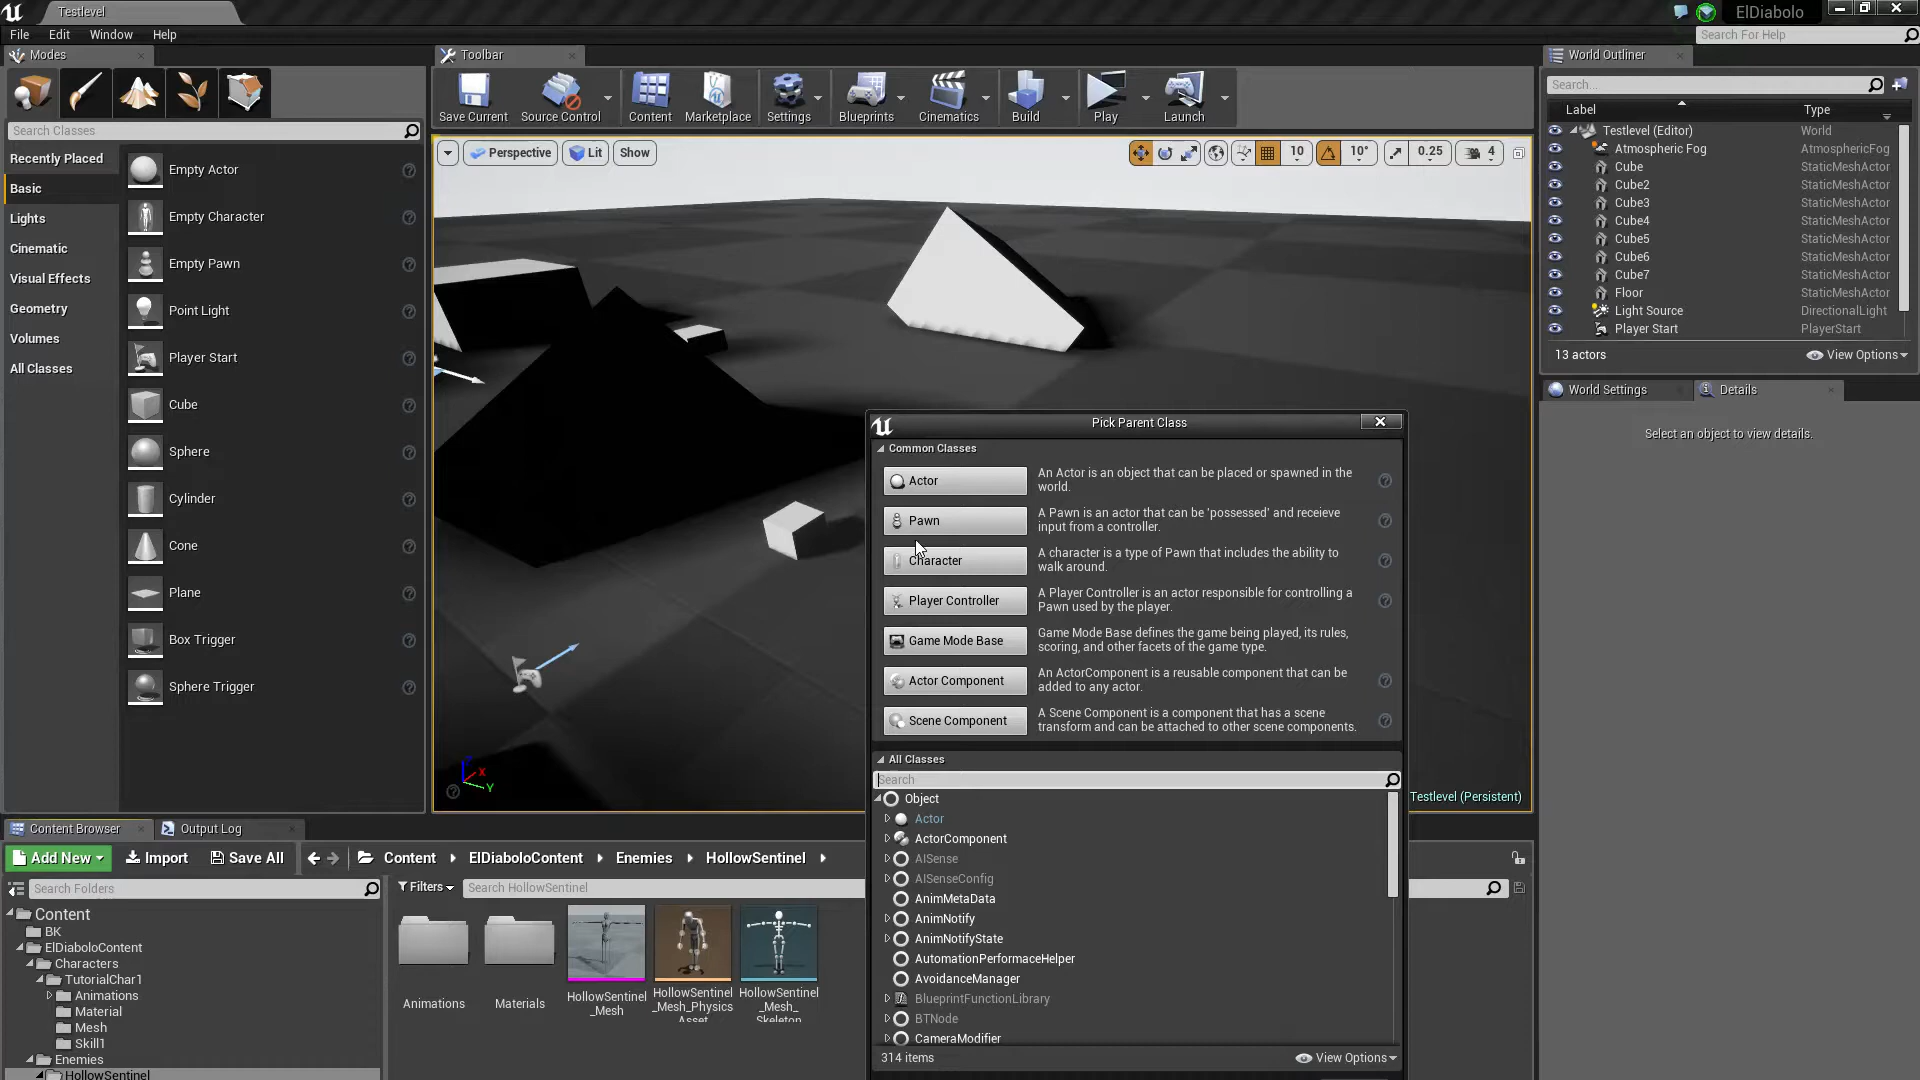 Testlevel
ElDiabolo
File Edit Window Help
Search For Help
Modes
Toolbar
World Outliner
Save Current
Source Control
Content
Marketplace
Settings
Blueprints
Cinematics
Build
Play
Launch
Search Classes
Search...
Label Type
Recently Placed
Basic
Lights
Cinematic
Visual Effects
Geometry
Volumes
All Classes
Empty Actor
Empty Character
Empty Pawn
Point Light
Player Start
Cube
Sphere
Cylinder
Cone
Plane
Box Trigger
Sphere Trigger
Perspective Lit Show
10 10° 0.25 4
Testlevel (Editor) World
Atmospheric Fog AtmosphericFog
Cube StaticMeshActor
Cube2 StaticMeshActor
Cube3 StaticMeshActor
Cube4 StaticMeshActor
Cube5 StaticMeshActor
Cube6 StaticMeshActor
Cube7 StaticMeshActor
Floor StaticMeshActor
Light Source DirectionalLight
Player Start PlayerStart
13 actors View Options
World Settings Details
Select an object to view details.
X
Y
Testlevel (Persistent)
Pick Parent Class
Common Classes
Actor
An Actor is an object that can be placed or spawned in the
world.
Pawn
A Pawn is an actor that can be 'possessed' and receieve
input from a controller.
Character
A character is a type of Pawn that includes the ability to
walk around.
Player Controller
A Player Controller is an actor responsible for controlling a
Pawn used by the player.
Game Mode Base
Game Mode Base defines the game being played, its rules,
scoring, and other facets of the game type.
Actor Component
An ActorComponent is a reusable component that can be
added to any actor.
Scene Component
A Scene Component is a component that has a scene
transform and can be attached to other scene components.
All Classes
Search
Object
Actor
ActorComponent
AISense
AISenseConfig
AnimMetaData
AnimNotify
AnimNotifyState
AutomationPerformaceHelper
AvoidanceManager
BlueprintFunctionLibrary
BTNode
CameraModifier
314 items View Options
Content Browser Output Log
Add New Import Save All Content ElDiaboloContent Enemies HollowSentinel
Search Folders
Filters
Search HollowSentinel
Content
BK
ElDiaboloContent
Characters
TutorialChar1
Animations
Material
Mesh
Skill1
Enemies
HollowSentinel
Animations
Materials
HollowSentinel
_Mesh
HollowSentinel
_Mesh_Physics
Asset
HollowSentinel
_Mesh_
Skeleton